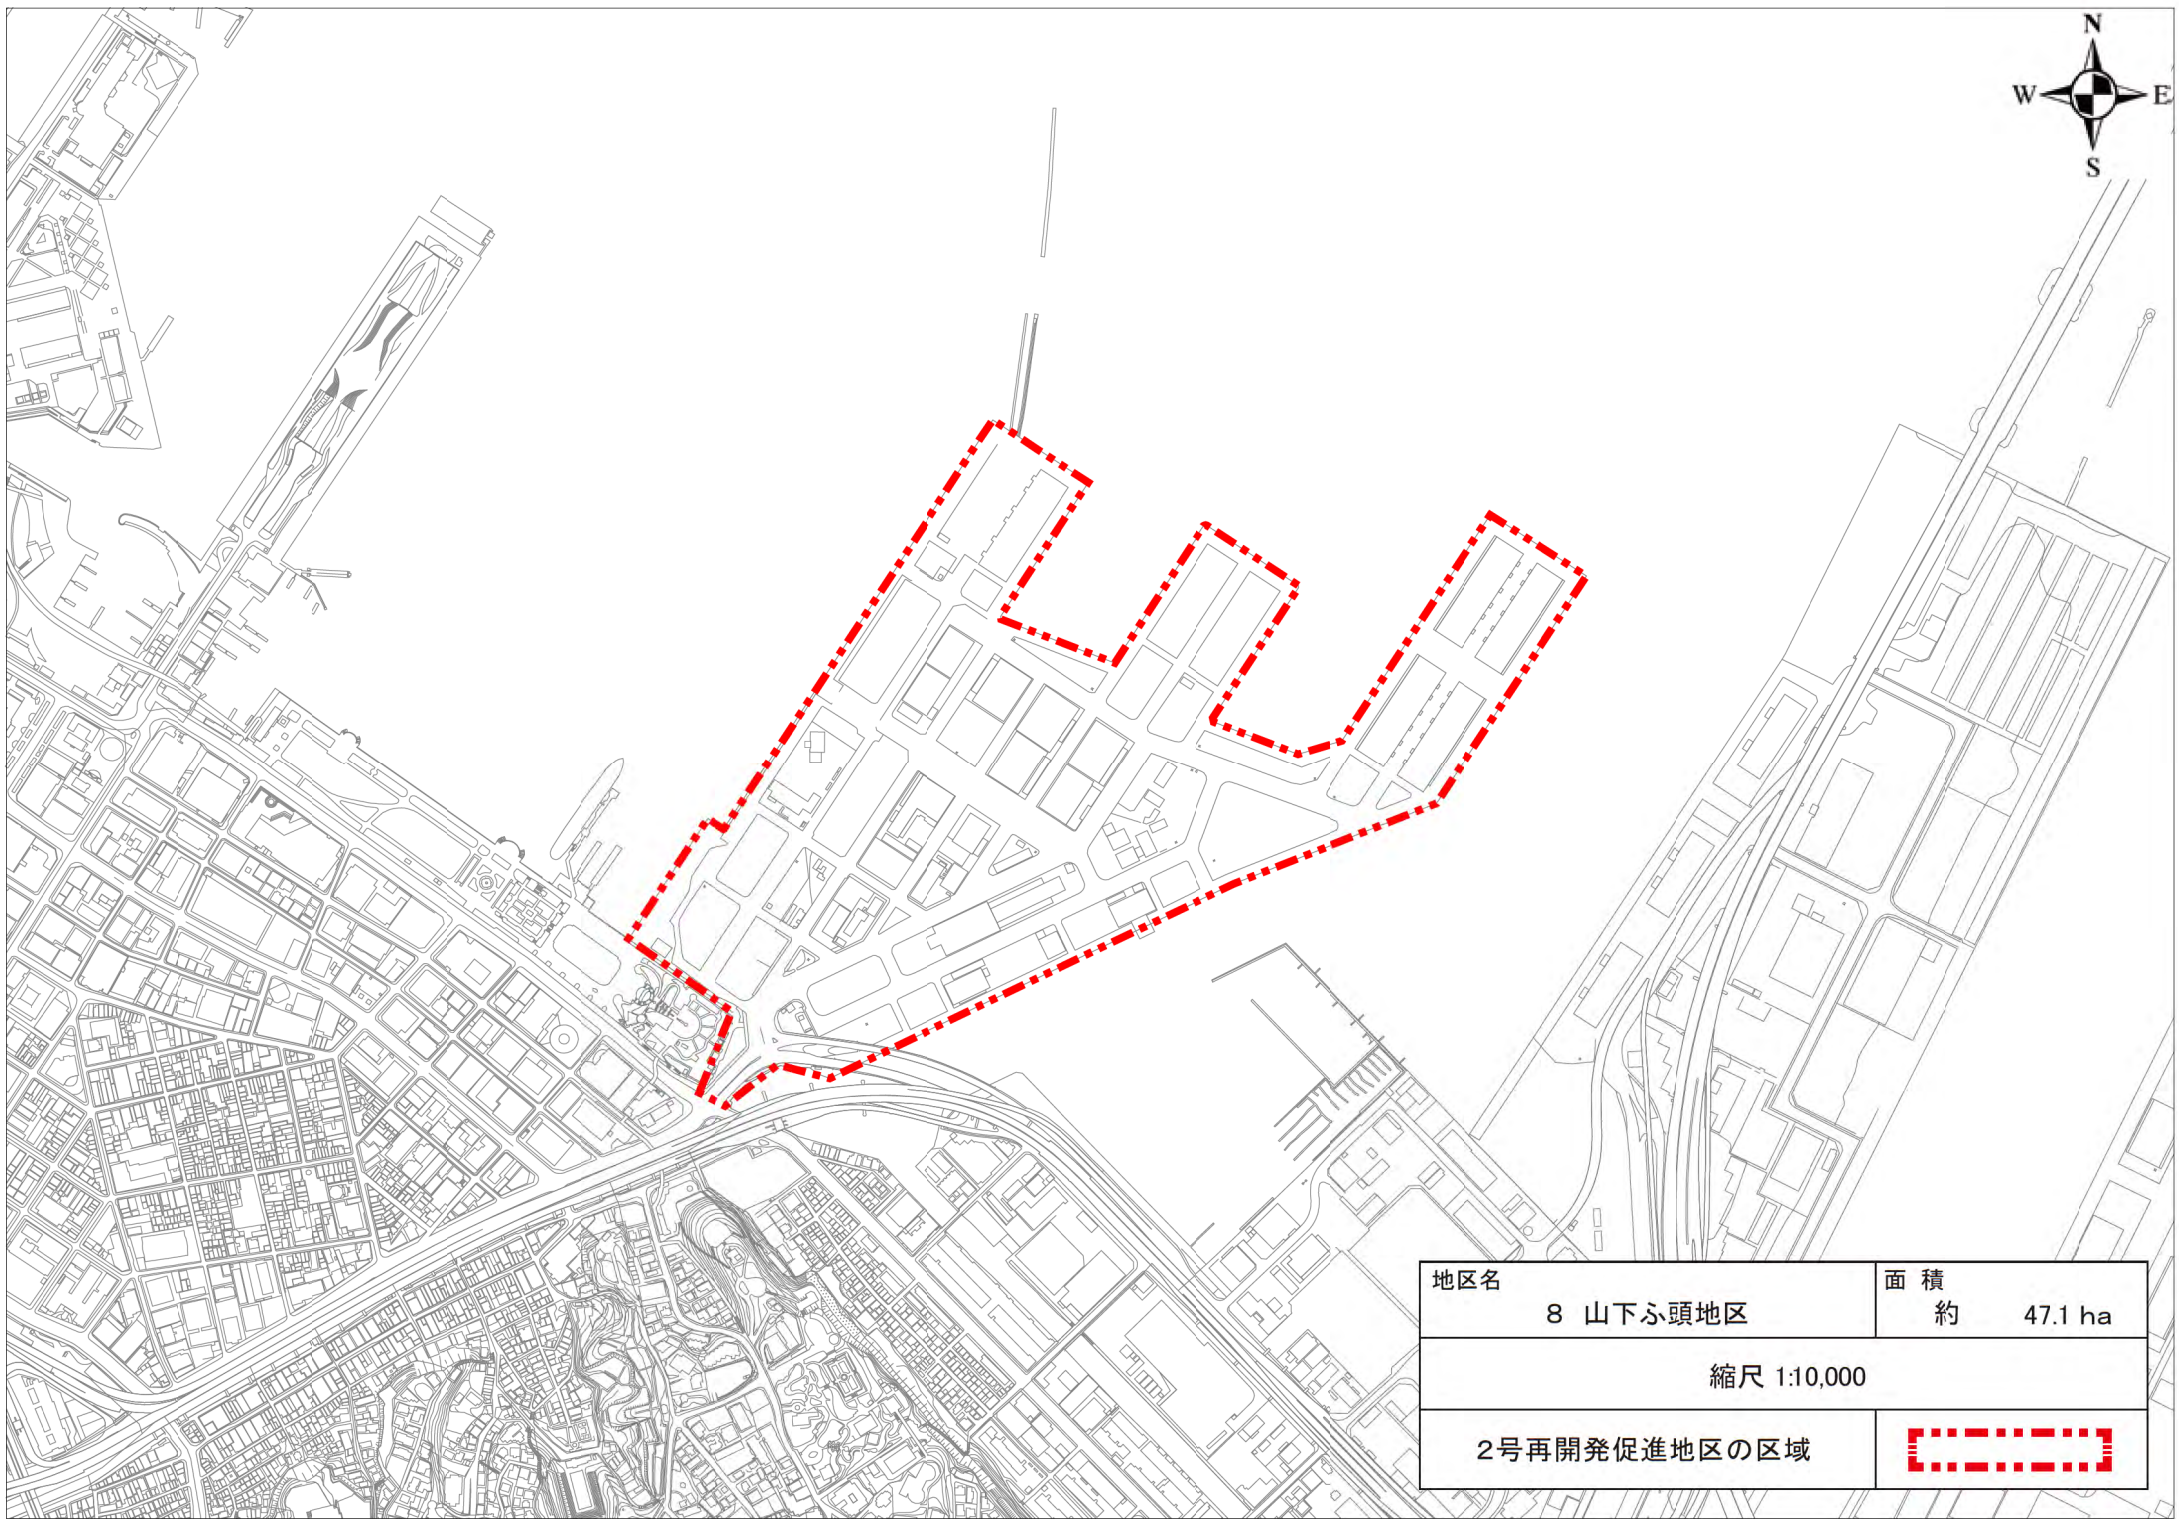 N
W E
S
地区名
8 山下ふ頭地区
面 積
約 47.1 ha
縮尺 1:10,000
2号再開発促進地区の区域